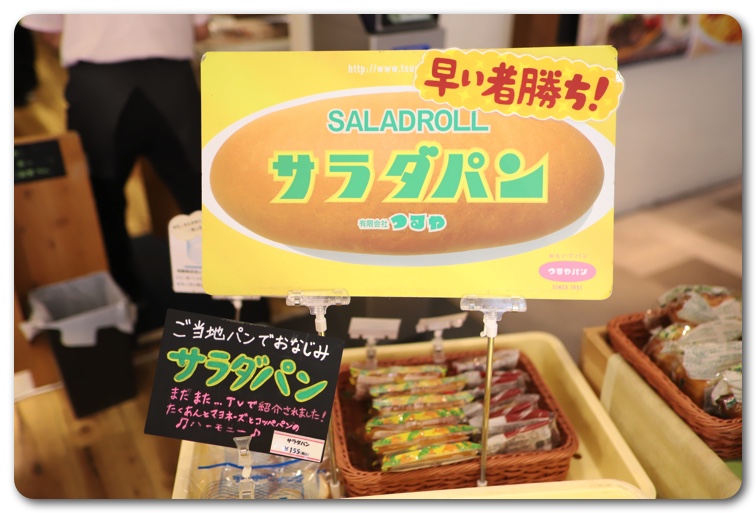 早い者勝ち!
SALADROLL
サラダパン
有限会社 つるや
つるやパン
SINCE 1951
ご当地パンでおなじみ
サラダパン
まだまだ…TVで紹介されました!
たくあんとマヨネーズとコッペパンの
♫ハーモニー♪
サラダパン